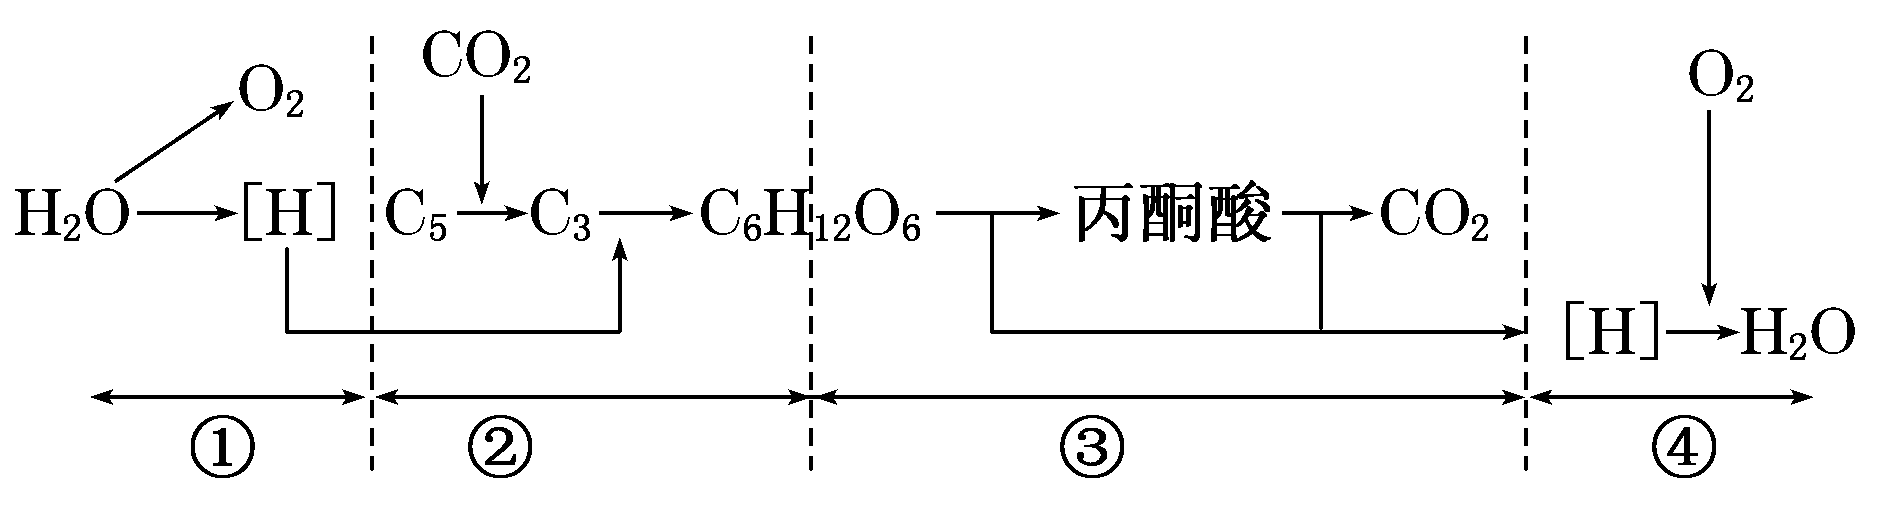 CO₂
O₂
O₂
H₂O [H] C₅ C₃ C₆H₁₂O₆ 丙酮酸 CO₂
[H] H₂O
① ② ③ ④